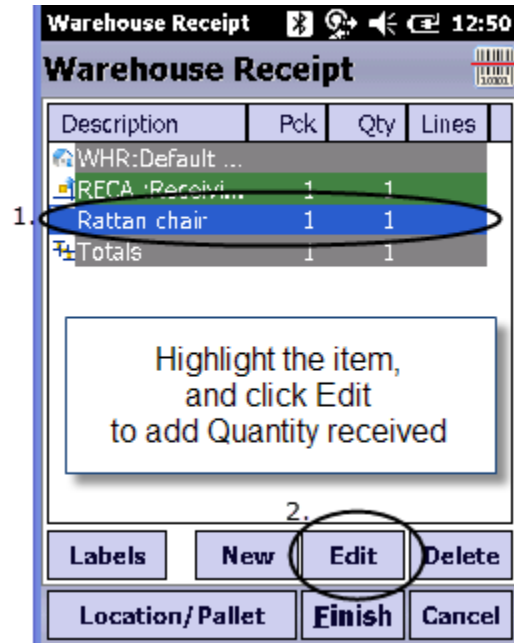 Warehouse Receipt 12:50
Warehouse Receipt
Description Pck Qty Lines
WHR:Default ...
RECA :Receivi... 1 1
1.
Rattan chair 1 1
Totals 1 1
Highlight the item,
and click Edit
to add Quantity received
2.
Labels New Edit Delete
Location/Pallet Finish Cancel